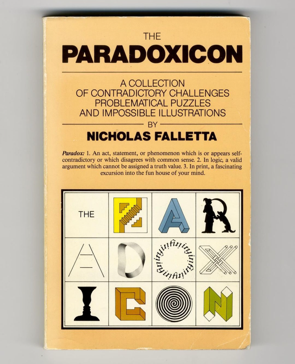 THE
PARADOXICON
A COLLECTION
OF CONTRADICTORY CHALLENGES
PROBLEMATICAL PUZZLES
AND IMPOSSIBLE ILLUSTRATIONS
BY
NICHOLAS FALLETTA
Paradox: 1. An act, statement, or phenomenon which is or appears self-
contradictory or which disagrees with common sense. 2. In logic, a valid
argument which cannot be assigned a truth value. 3. In print, a fascinating
excursion into the fun house of your mind.
THE P A R
A D O X
I C O N